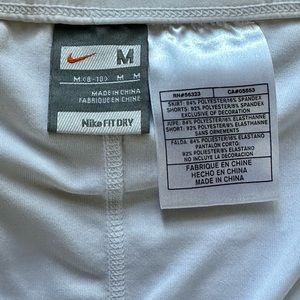 M
M (8-10) M M
MADE IN CHINA
FABRIQUE EN CHINE
Nike FIT DRY
RN#56323 CA#05553
SKIRT: 84% POLYESTER/16% SPANDEX
SHORTS: 92% POLYESTER/8% SPANDEX
EXCLUSIVE OF DECORATION
JUPE: 84% POLYESTER/16% ELASTHANNE
SHORTS: 92% POLYESTER/8% ELASTHANNE
SANS ORNEMENTS
FALDA: 84% POLIESTER/16% ELASTANO
PANTALON CORTO:
92% POLIESTER/8% ELASTANO
NO INCLUYE LA DECORACION
FABRIQUE EN CHINE
HECHO EN CHINA
MADE IN CHINA